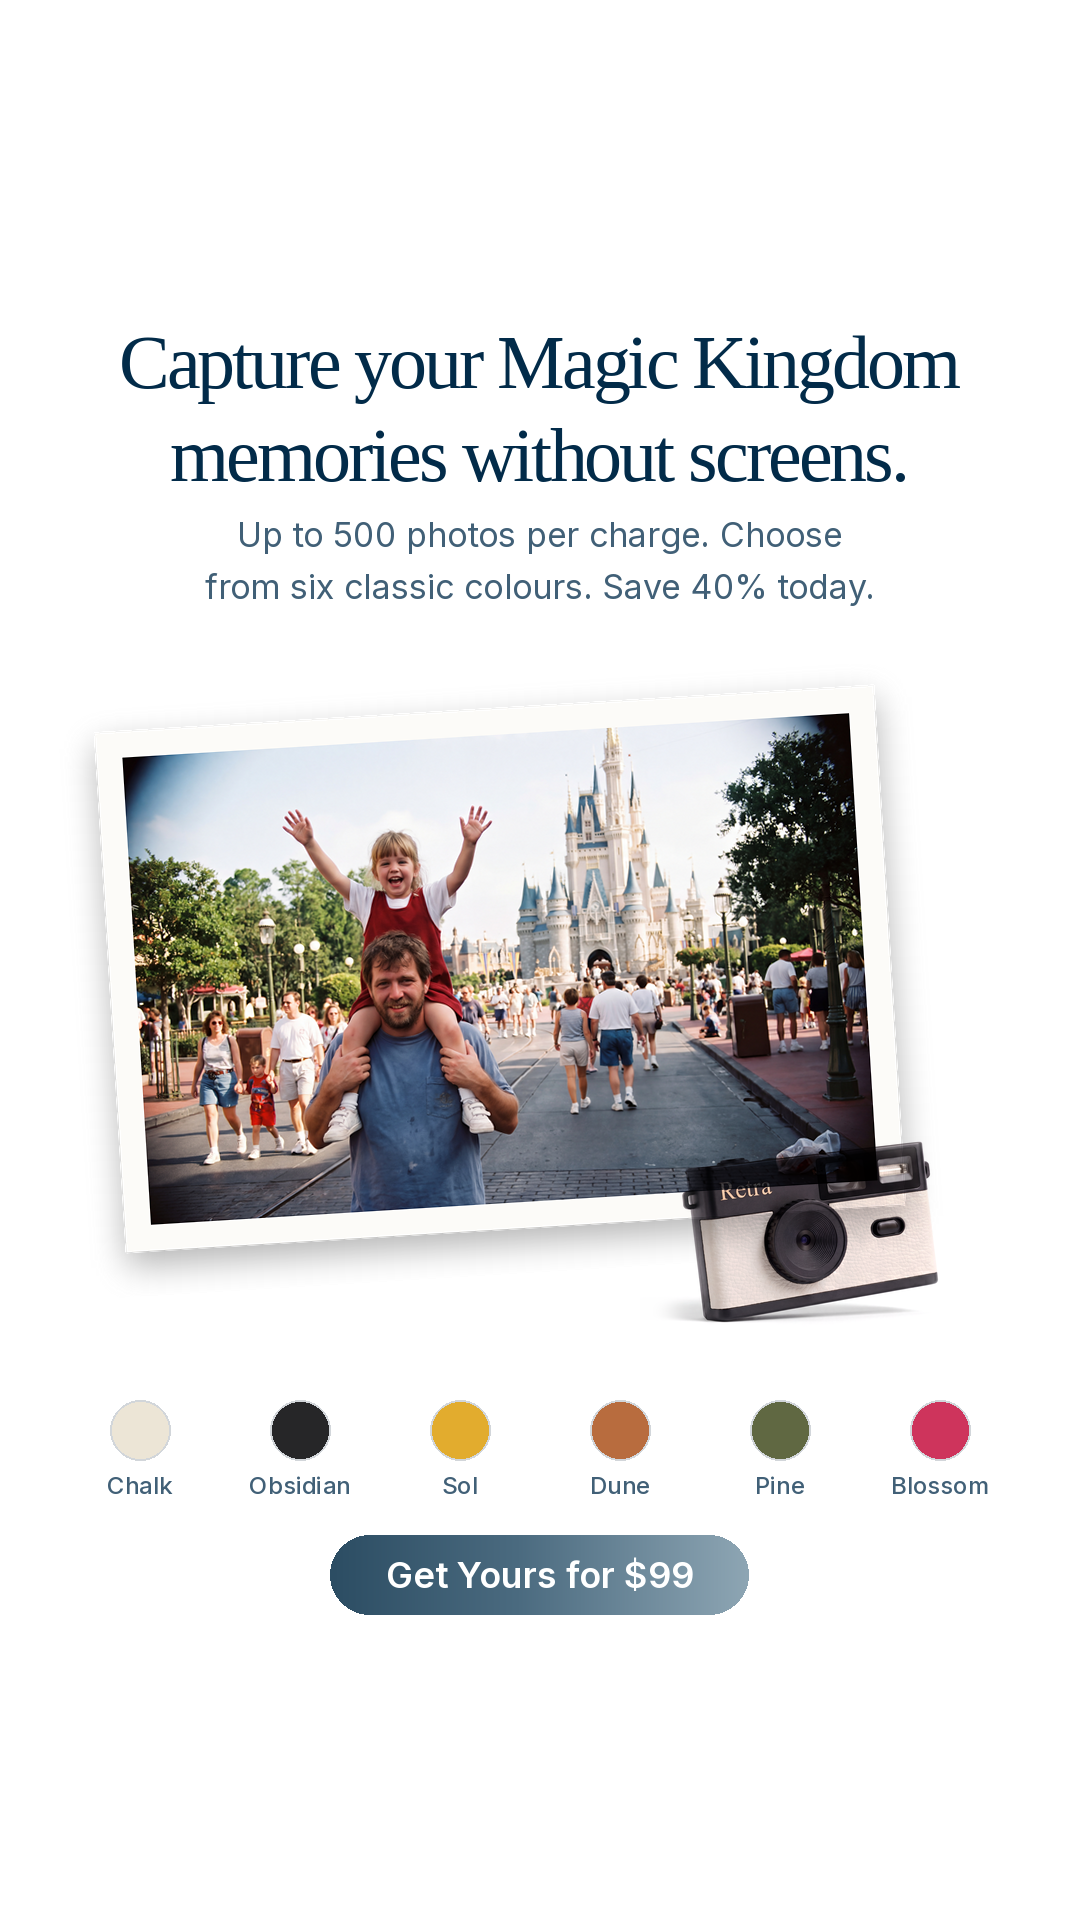 Capture your Magic Kingdom
memories without screens.
Up to 500 photos per charge. Choose
from six classic colours. Save 40% today.
Retra
Chalk
Obsidian
Sol
Dune
Pine
Blossom
Get Yours for $99